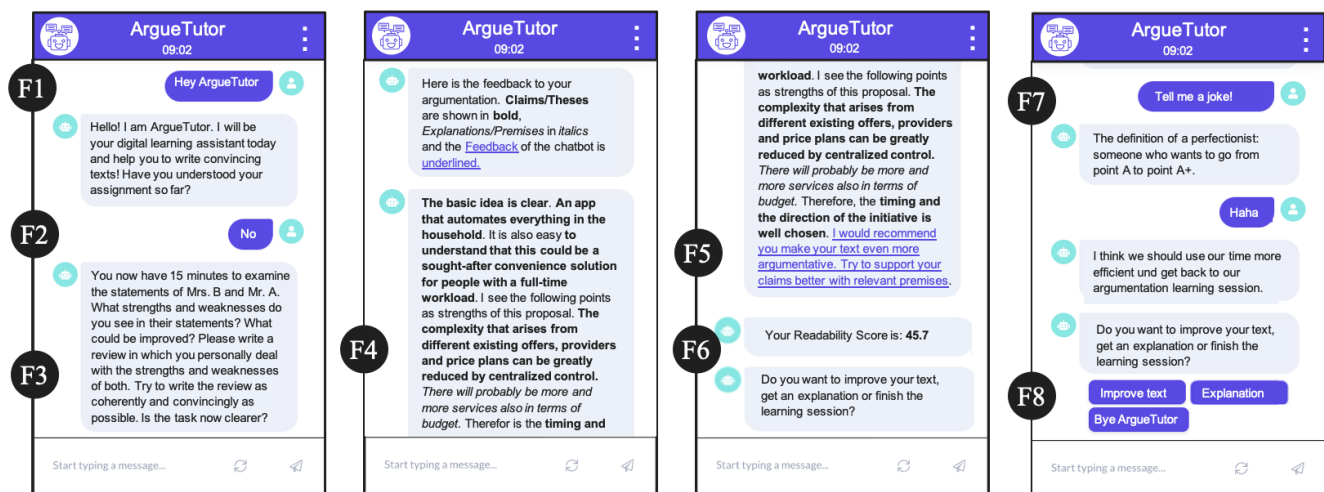 ArgueTutor
09:02
F1
Hey ArgueTutor
Hello! I am ArgueTutor. I will be
your digital learning assistant today
and help you to write convincing
texts! Have you understood your
assignment so far?
F2
No
You now have 15 minutes to examine
the statements of Mrs. B and Mr. A.
What strengths and weaknesses do
you see in their statements? What
could be improved? Please write a
F3
review in which you personally deal
with the strengths and weaknesses
of both. Try to write the review as
coherently and convincingly as
possible. Is the task now clearer?
Start typing a message...
ArgueTutor
09:02
Here is the feedback to your
argumentation. Claims/Theses
are shown in bold,
Explanations/Premises in italics
and the Feedback of the chatbot is
underlined.
The basic idea is clear. An app
that automates everything in the
household. It is also easy to
understand that this could be a
sought-after convenience solution
for people with a full-time
workload. I see the following points
as strengths of this proposal. The
F4
complexity that arises from
different existing offers, providers
and price plans can be greatly
reduced by centralized control.
There will probably be more and
more services also in terms of
budget. Therefor is the timing and
Start typing a message...
ArgueTutor
09:02
workload. I see the following points
as strengths of this proposal. The
complexity that arises from
different existing offers, providers
and price plans can be greatly
reduced by centralized control.
There will probably be more and
more services also in terms of
budget. Therefore, the timing and
the direction of the initiative is
well chosen. I would recommend
F5
you make your text even more
argumentative. Try to support your
claims better with relevant premises.
F6
Your Readability Score is: 45.7
Do you want to improve your text,
get an explanation or finish the
learning session?
Start typing a message...
ArgueTutor
09:02
F7
Tell me a joke!
The definition of a perfectionist:
someone who wants to go from
point A to point A+.
Haha
I think we should use our time more
efficient und get back to our
argumentation learning session.
Do you want to improve your text,
get an explanation or finish the
learning session?
F8
Improve text Explanation
Bye ArgueTutor
Start typing a message...